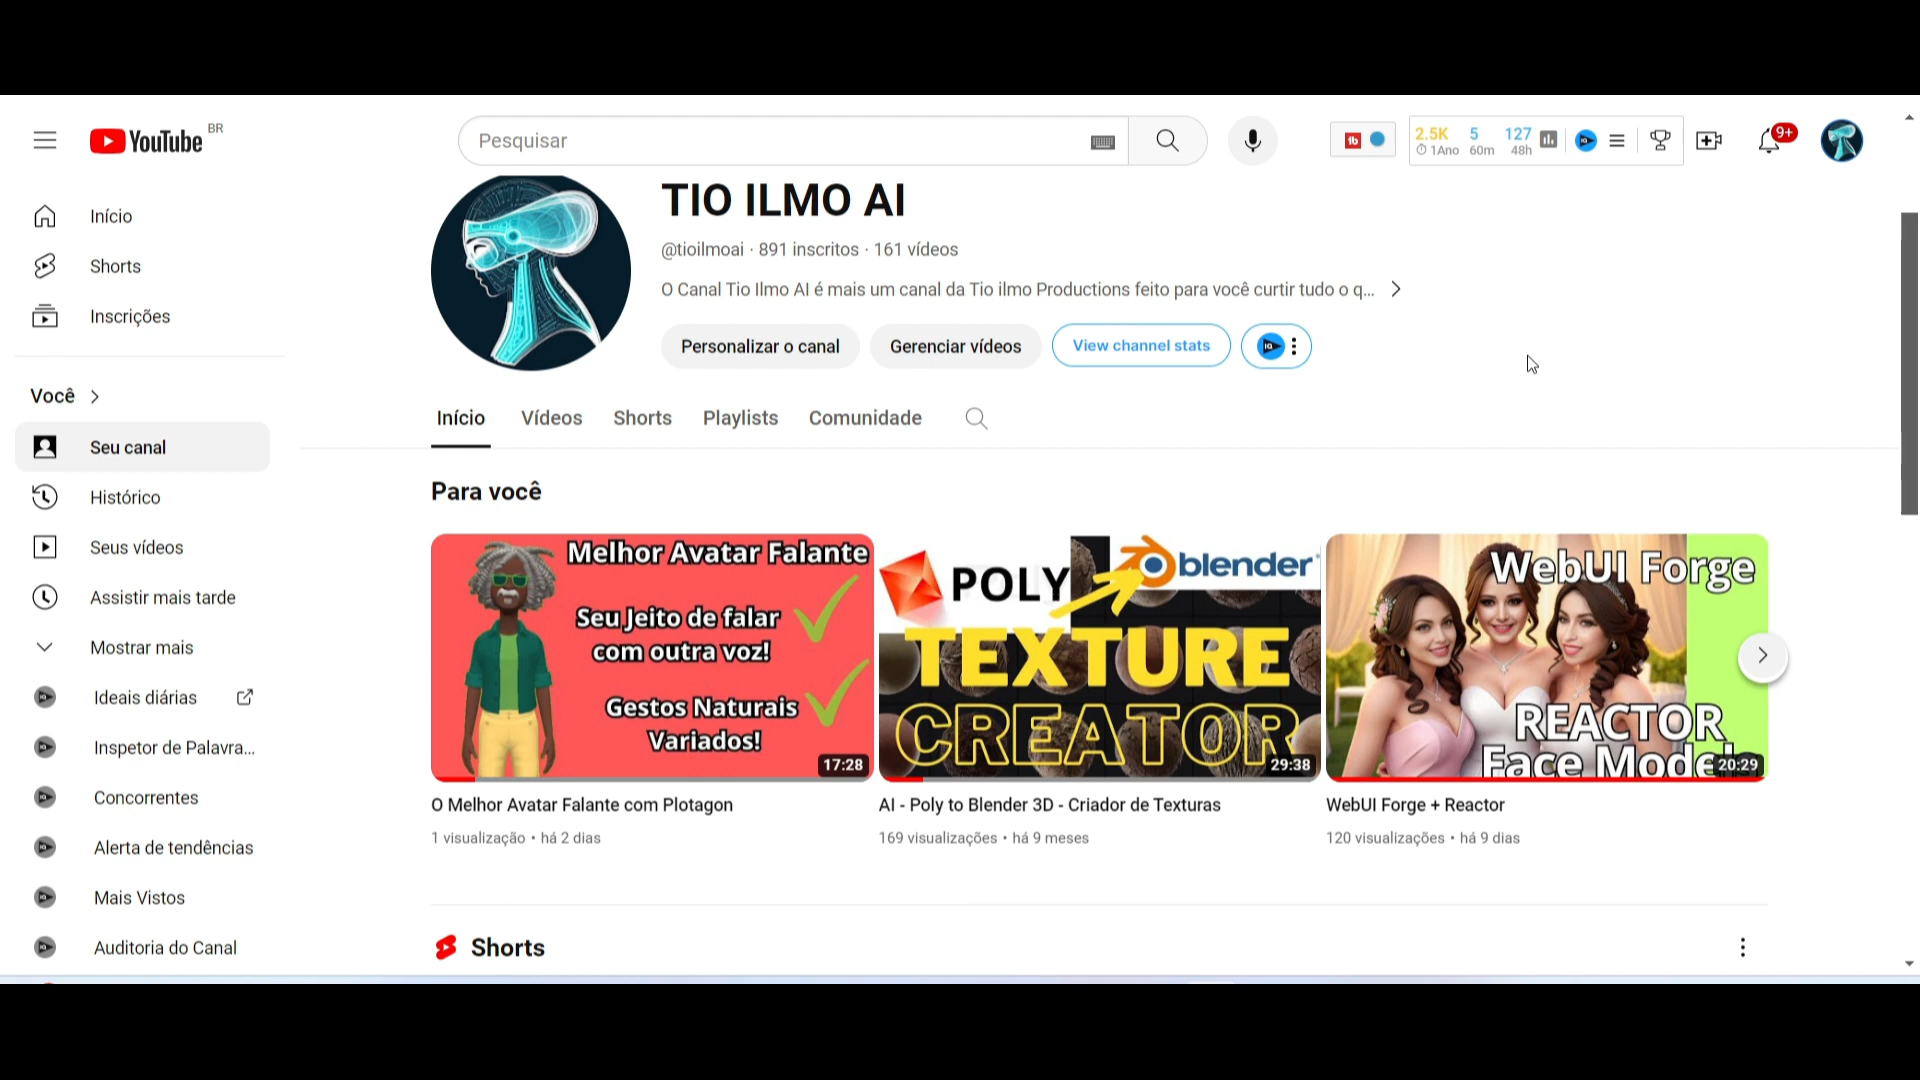 YouTube BR
Pesquisar
2.5K 5 127
1Ano 60m 48h
9+
Início
Shorts
Inscrições
Você
Seu canal
Histórico
Seus vídeos
Assistir mais tarde
Mostrar mais
Ideais diárias
Inspetor de Palavra...
Concorrentes
Alerta de tendências
Mais Vistos
Auditoria do Canal
TIO ILMO AI
@tioilmoai · 891 inscritos · 161 vídeos
O Canal Tio Ilmo AI é mais um canal da Tio ilmo Productions feito para você curtir tudo o q...
Personalizar o canal Gerenciar vídeos View channel stats IQ
Início Vídeos Shorts Playlists Comunidade
Para você
Melhor Avatar Falante
Seu Jeito de falar
com outra voz!
Gestos Naturais
Variados!
17:28
O Melhor Avatar Falante com Plotagon
1 visualização • há 2 dias
POLY
blender
TEXTURE
CREATOR
29:38
AI - Poly to Blender 3D - Criador de Texturas
169 visualizações • há 9 meses
WebUI Forge
REACTOR
20:29
WebUI Forge + Reactor
120 visualizações • há 9 dias
Shorts